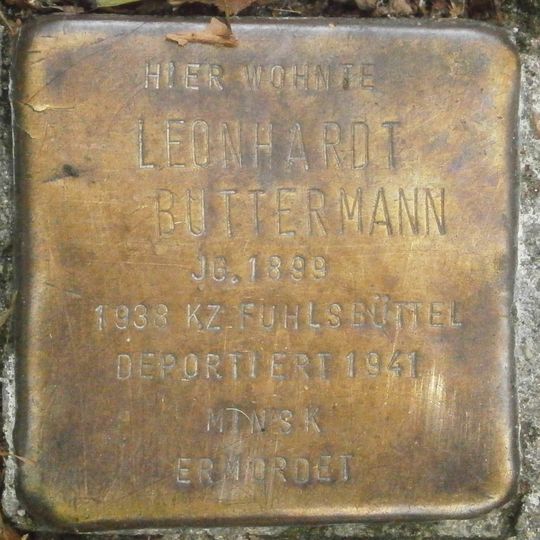 HIER WOHNTE
LEONHARDT
BUTTERMANN
JG. 1899
1938 KZ FUHLSBÜTTEL
DEPORTIERT 1941
MINSK
ERMORDET